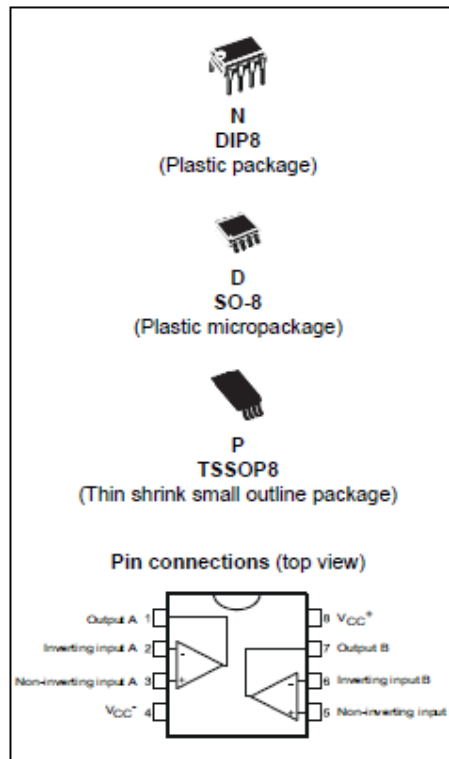 N
DIP8
(Plastic package)
D
SO-8
(Plastic micropackage)
P
TSSOP8
(Thin shrink small outline package)
Pin connections (top view)
Output A 1
8 VCC+
Inverting input A 2
7 Output B
Non-inverting input A 3
6 Inverting input B
VCC- 4
5 Non-inverting input
- +
- +